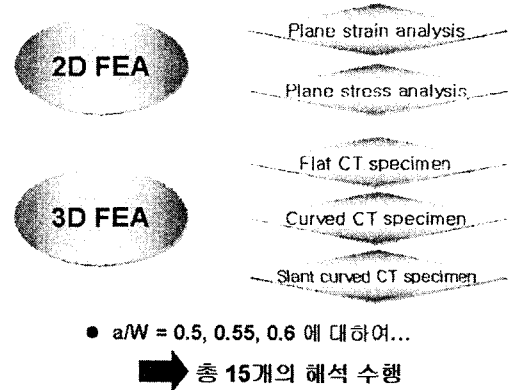 2D FEA
Plane strain analysis
Plane stress analysis
3D FEA
Flat CT specimen
Curved CT specimen
Slant curved CT specimen
● a/W = 0.5, 0.55, 0.6 에 대하여...
총 15개의 해석 수행